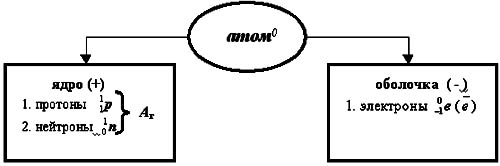 атом⁰
ядро (+)
1. протоны ¹₁p
2. нейтроны ¹₀n
Aᵣ
оболочка (-)
1. электроны ⁰₋₁e (e̅)